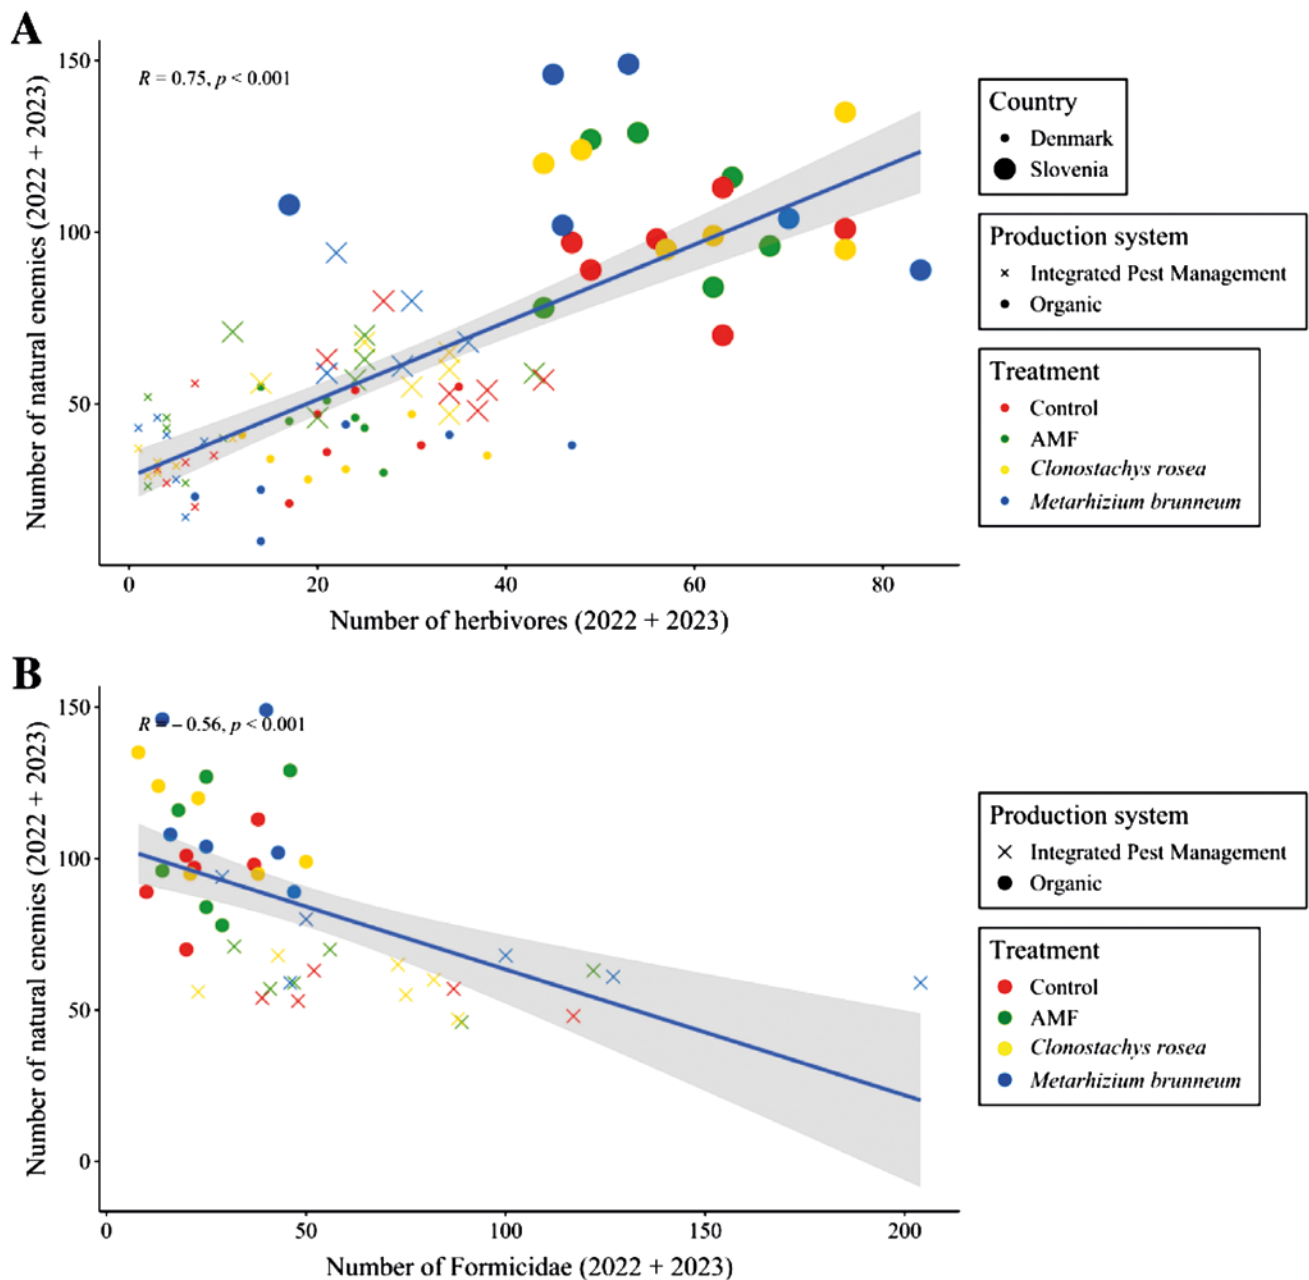 A
Number of natural enemies (2022 + 2023)
150
100
50
R = 0.75, p < 0.001
0
20
40
60
80
Number of herbivores (2022 + 2023)
Country
Denmark
Slovenia
Production system
Integrated Pest Management
Organic
Treatment
Control
AMF
Clonostachys rosea
Metarhizium brunneum
B
Number of natural enemies (2022 + 2023)
150
100
50
0
R = – 0.56, p < 0.001
0
50
100
150
200
Number of Formicidae (2022 + 2023)
Production system
Integrated Pest Management
Organic
Treatment
Control
AMF
Clonostachys rosea
Metarhizium brunneum